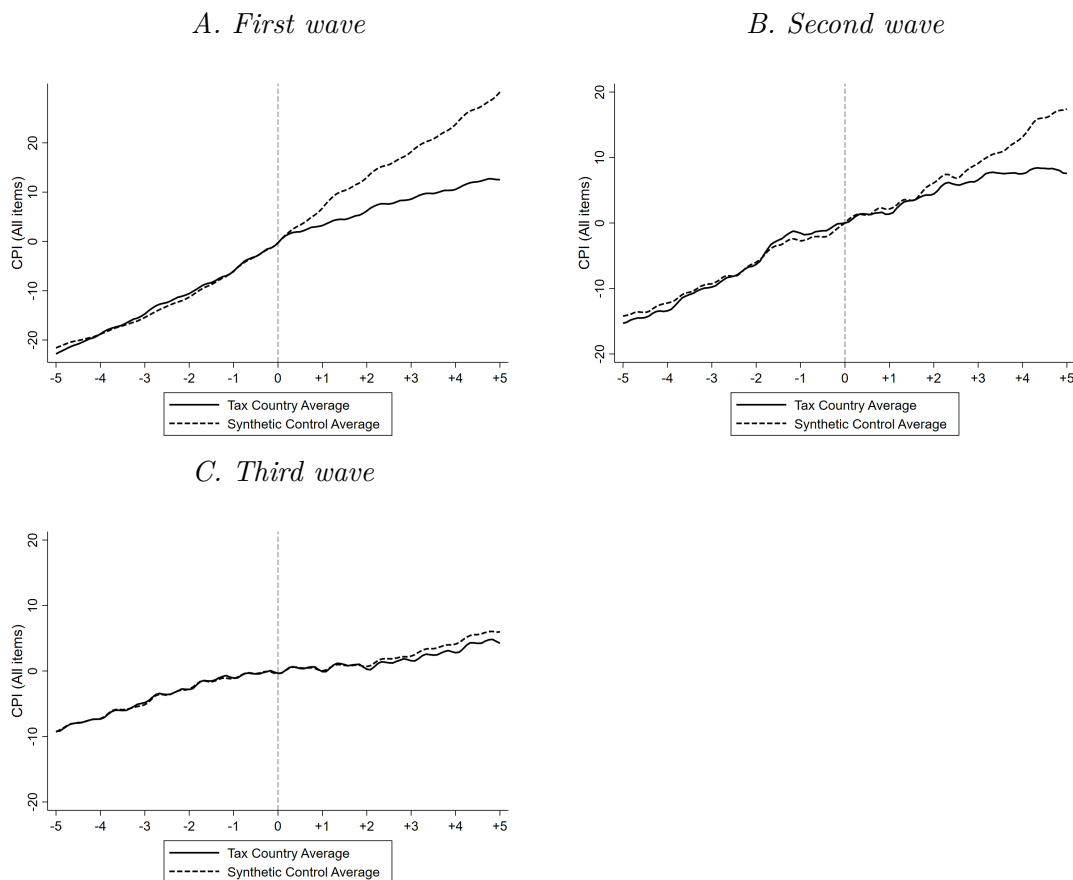 A. First wave
CPI (All items)
20
10
0
-10
-20
-5 -4 -3 -2 -1 0 +1 +2 +3 +4 +5
Tax Country Average
Synthetic Control Average
B. Second wave
CPI (All items)
20
10
0
-10
-20
-5 -4 -3 -2 -1 0 +1 +2 +3 +4 +5
Tax Country Average
Synthetic Control Average
C. Third wave
CPI (All items)
20
10
0
-10
-20
-5 -4 -3 -2 -1 0 +1 +2 +3 +4 +5
Tax Country Average
Synthetic Control Average